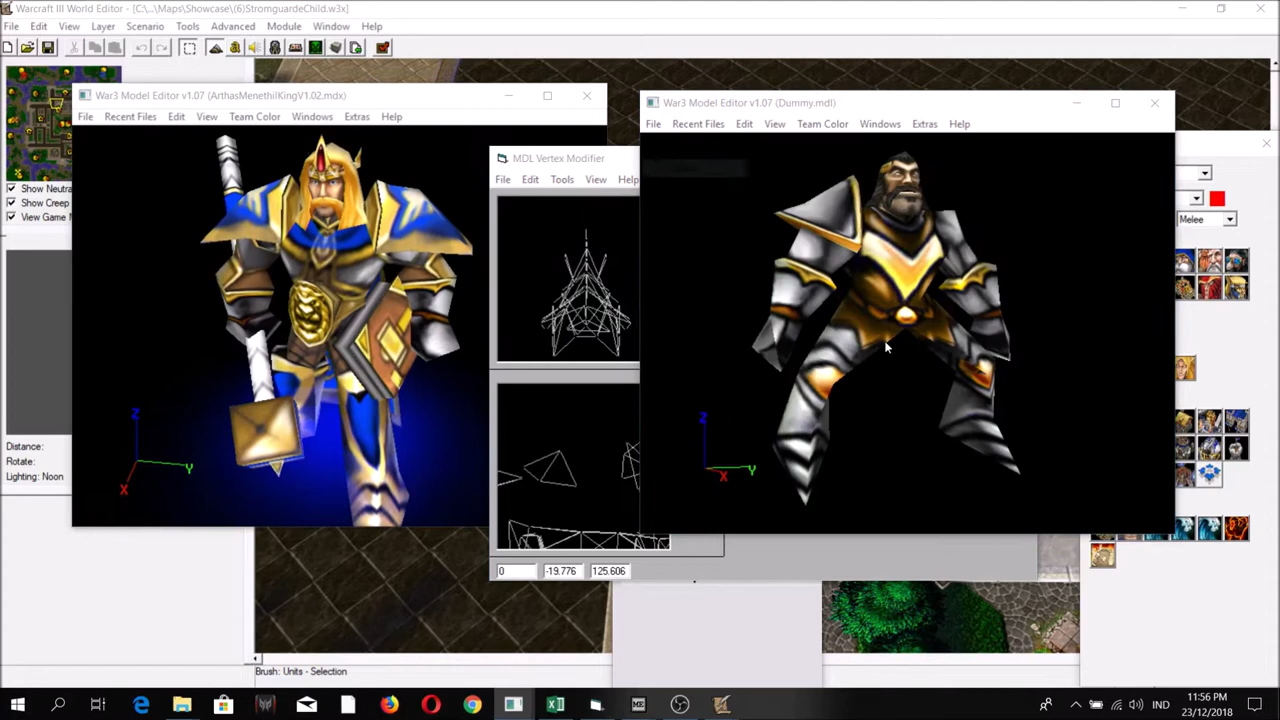 Warcraft III World Editor - [C:\...\Maps\Showcase\(6)StromguardeChild.w3x]
File Edit View Layer Scenario Tools Advanced Module Window Help
Show Neutra
Show Creep
View Game M
Distance:
Rotate:
Lighting: Noon
War3 Model Editor v1.07 (ArthasMenethilKingV1.02.mdx)
File Recent Files Edit View Team Color Windows Extras Help
Z
Y
X
MDL Vertex Modifier
File Edit Tools View Help
0 -19.776 125.606
War3 Model Editor v1.07 (Dummy.mdl)
File Recent Files Edit View Team Color Windows Extras Help
Z
Y
X
Melee
Brush: Units - Selection
ME
IND
11:56 PM
23/12/2018